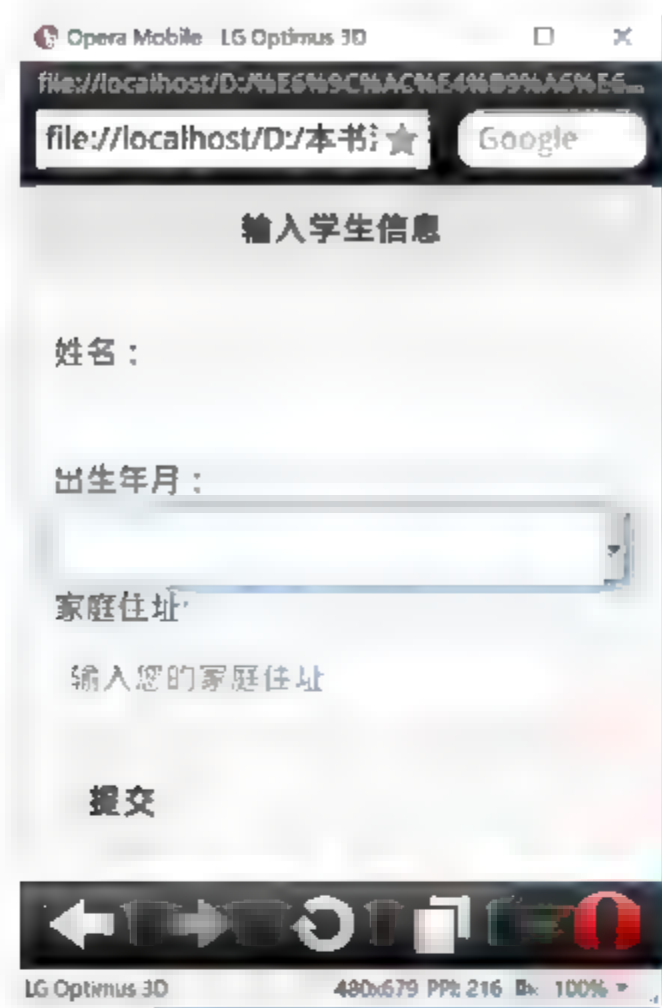 Opera Mobile LG Optimus 3D
file://localhost/D:/%E6%9C%AC%E4%B9%A6%E6...
file://localhost/D:/本书 Google
输入学生信息
姓名：
出生年月：
家庭住址:
输入您的家庭住址
提交
LG Optimus 3D 480x679 PPI: 216 100%